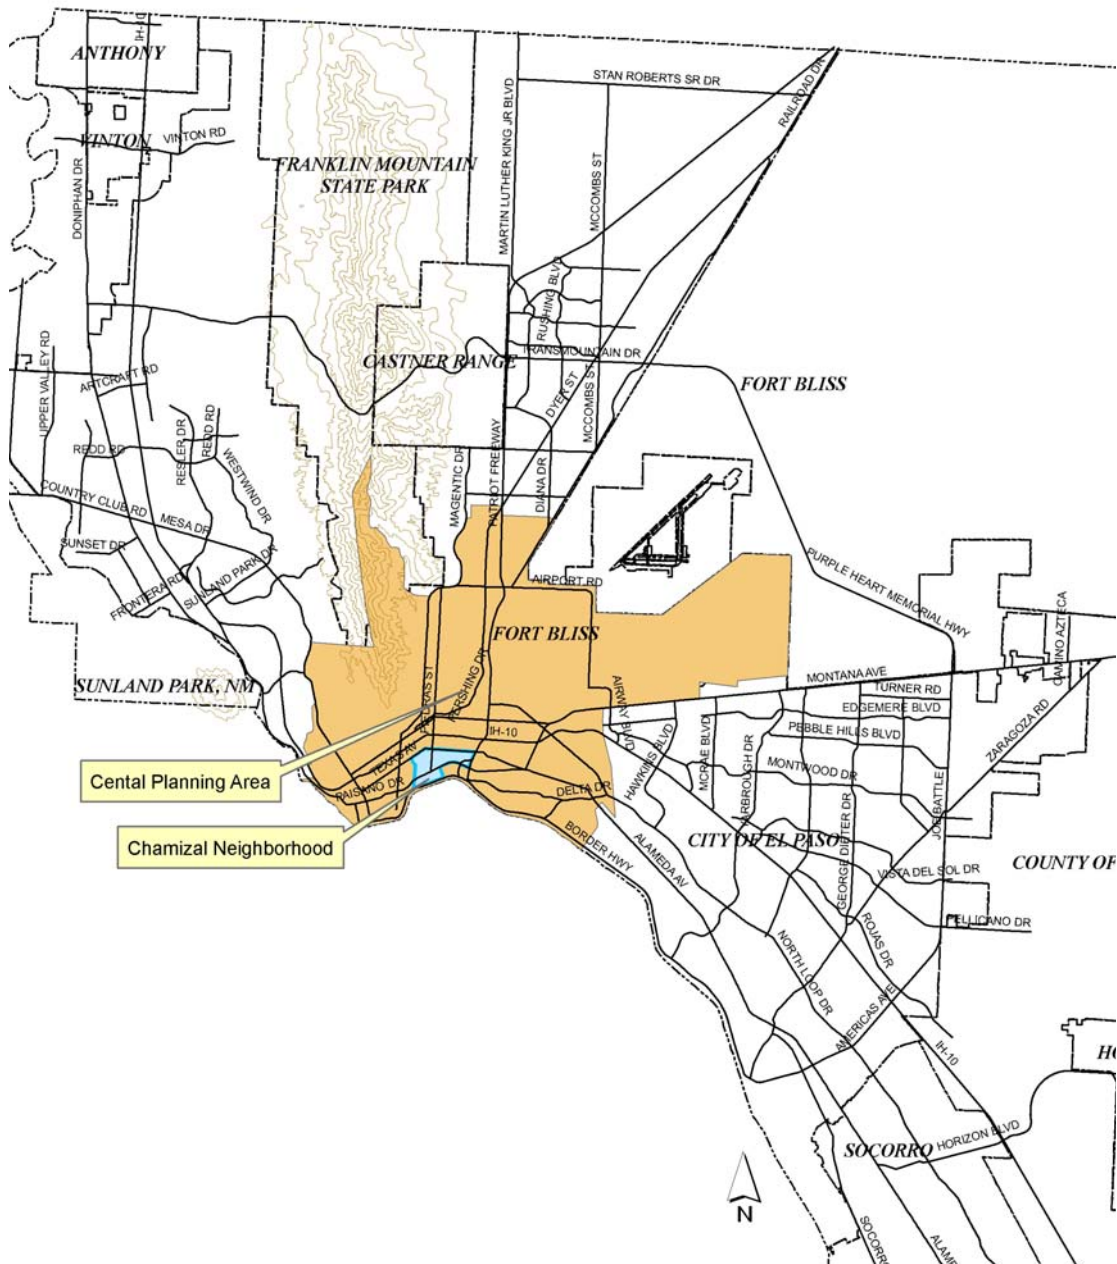 ANTHONY
IH-10
STAN ROBERTS SR DR
RAILROAD DR
VINTON
VINTON RD
FRANKLIN MOUNTAIN
STATE PARK
DONIPHAN DR
MARTIN LUTHER KING JR BLVD
MCCOMBS ST
RUSHING BLVD
TRANSMOUNTAIN DR
CASTNER RANGE
FORT BLISS
UPPER VALLEY RD
ARTCRAFT RD
DYER ST
MCCOMBS ST
REDD RD
RESLER DR
REDD RD
WESTWIND DR
MAGENTIC DR
PATRIOT FREEWAY
DIANA DR
COUNTRY CLUB RD
MESA DR
SUNSET DR
FRONTERA RD
SUNLAND PARK DR
AIRPORT RD
PURPLE HEART MEMORIAL HWY
CAMINO AZTECA
FORT BLISS
SUNLAND PARK, NM
PIEDRAS ST
PERSHING DR
AIRWAY BLVD
MONTANA AVE
TURNER RD
EDGEMERE BLVD
PEBBLE HILLS BLVD
ZARAGOZA RD
IH-10
TEXAS AV
HAWKINS BLVD
MCRAE BLVD
MONTWOOD DR
Cental Planning Area
PAISANO DR
DELTA DR
JOE BATTLE
BORDER HWY
ALAMEDA AV
CITY OF EL PASO
GEORGE DIETER DR
Chamizal Neighborhood
VISTA DEL SOL DR
COUNTY OF
PELLICANO DR
ROJAS DR
NORTH LOOP DR
AMERICAS AVE
IH-10
SOCORRO
HORIZON BLVD
N
SOCORRO